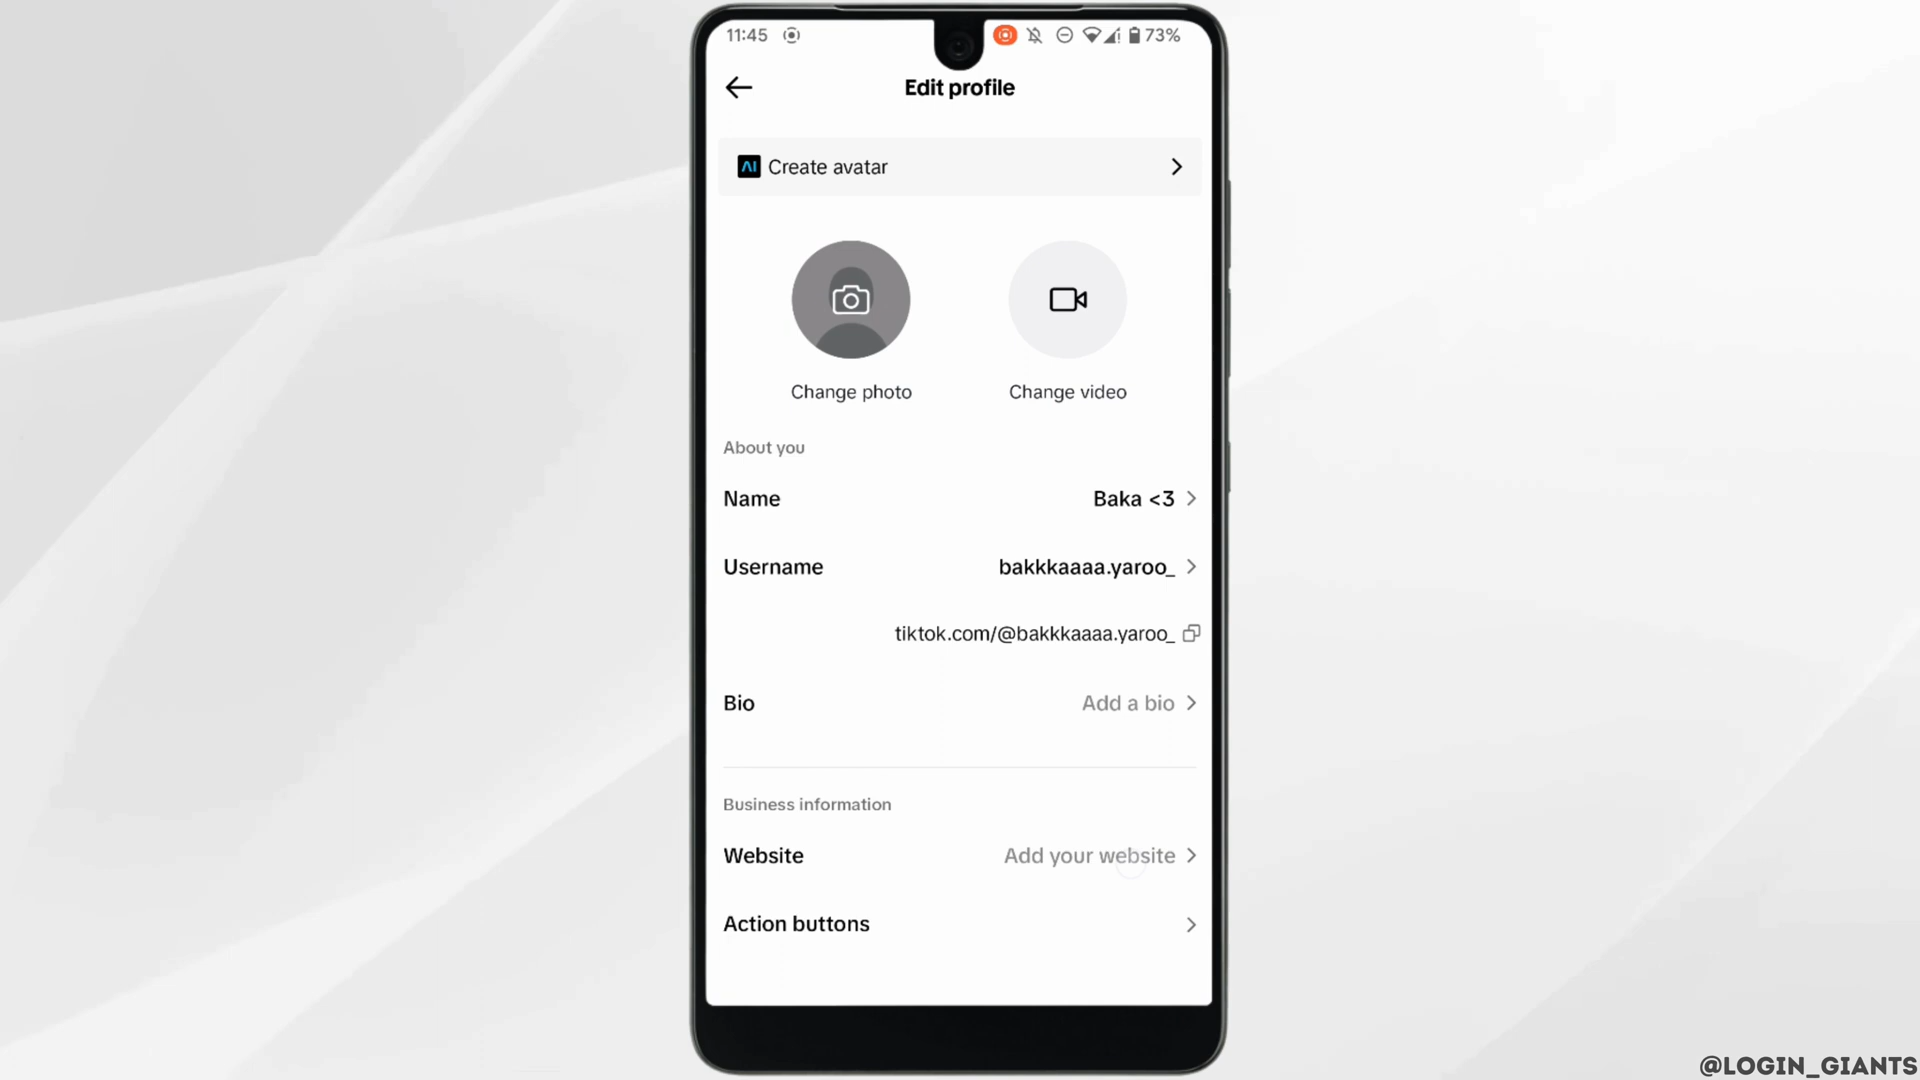 11:45
73%
Edit profile
AI Create avatar
Change photo
Change video
About you
Name
Baka <3
Username
bakkkaaaa.yaroo_
tiktok.com/@bakkkaaaa.yaroo_
Bio
Add a bio
Business information
Website
Add your website
Action buttons
@LOGIN_GIANTS